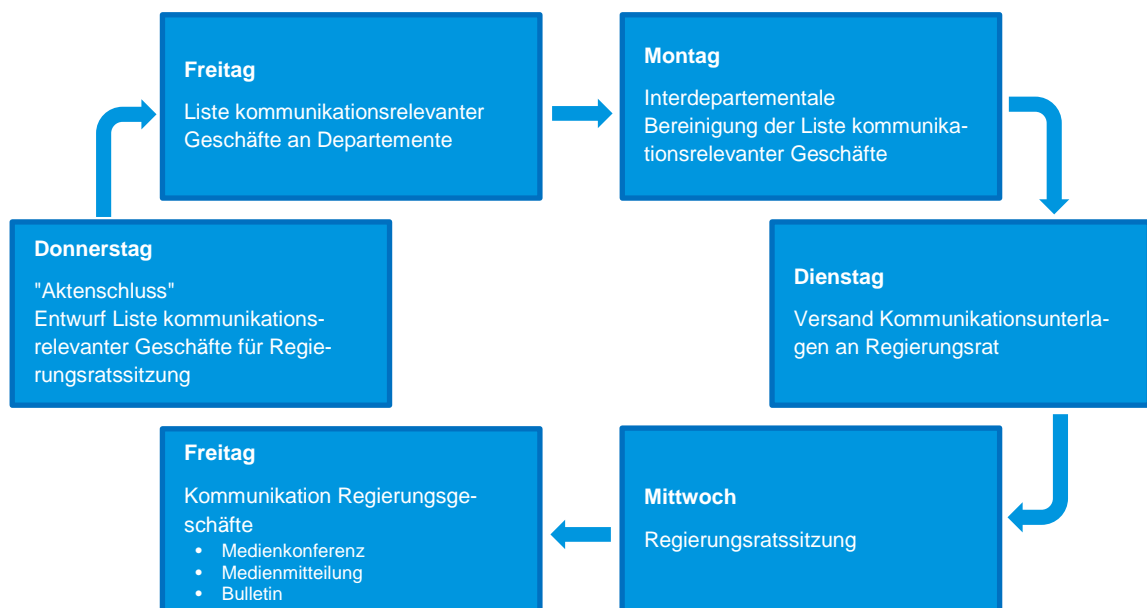 Donnerstag
"Aktenschluss"
Entwurf Liste kommunikations-
relevanter Geschäfte für Regie-
rungsratssitzung
Freitag
Liste kommunikationsrelevanter
Geschäfte an Departemente
Montag
Interdepartementale
Bereinigung der Liste kommunika-
tionsrelevanter Geschäfte
Dienstag
Versand Kommunikationsunterla-
gen an Regierungsrat
Mittwoch
Regierungsratssitzung
Freitag
Kommunikation Regierungsge-
schäfte
• Medienkonferenz
• Medienmitteilung
• Bulletin